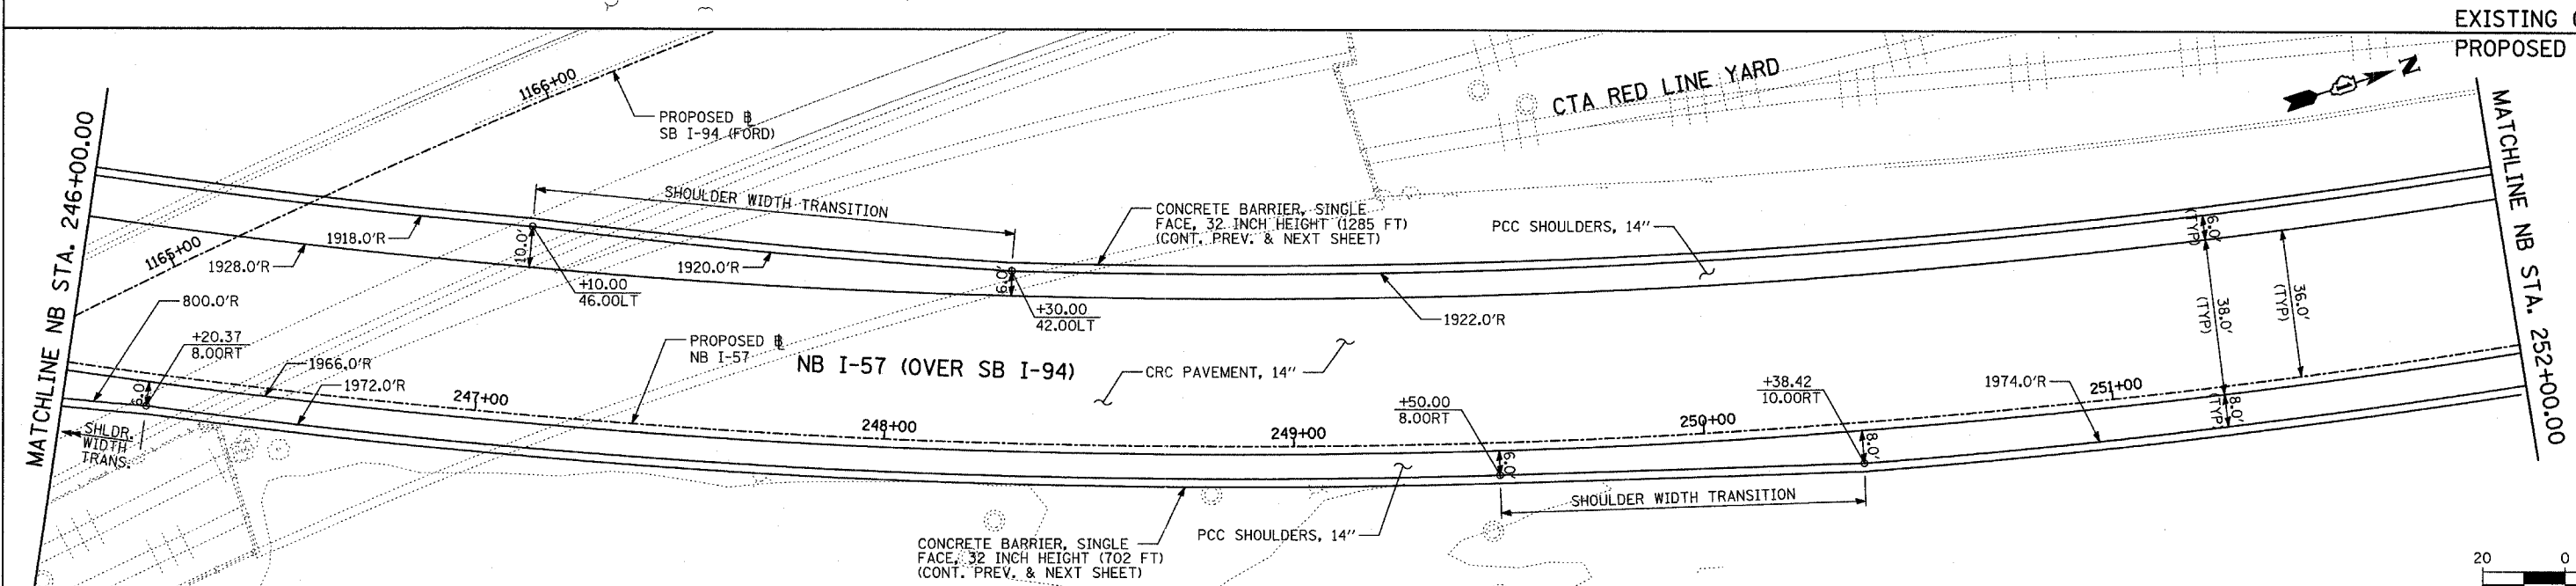 EXISTING
PROPOSED
MATCHLINE NB STA. 246+00.00
1166+00
PROPOSED ℄
SB I-94 (FORD)
CTA RED LINE YARD
N
MATCHLINE NB STA. 252+00.00
SHOULDER WIDTH TRANSITION
1165+00
1918.0'R
1928.0'R
10.0'
1920.0'R
+10.00
46.00LT
6.0'
+30.00
42.00LT
CONCRETE BARRIER, SINGLE
FACE, 32 INCH HEIGHT (1285 FT)
(CONT. PREV. & NEXT SHEET)
PCC SHOULDERS, 14"
1922.0'R
6.0'
(TYP)
38.0'
(TYP)
36.0'
(TYP)
800.0'R
+20.37
8.00RT
6.0'
1966.0'R
1972.0'R
PROPOSED ℄
NB I-57
NB I-57 (OVER SB I-94)
CRC PAVEMENT, 14"
247+00
248+00
249+00
250+00
251+00
+50.00
8.00RT
6.0'
+38.42
10.00RT
8.0'
1974.0'R
8.0'
(TYP)
SHLDR.
WIDTH
TRANS.
SHOULDER WIDTH TRANSITION
PCC SHOULDERS, 14"
CONCRETE BARRIER, SINGLE
FACE, 32 INCH HEIGHT (702 FT)
(CONT. PREV. & NEXT SHEET)
20 0